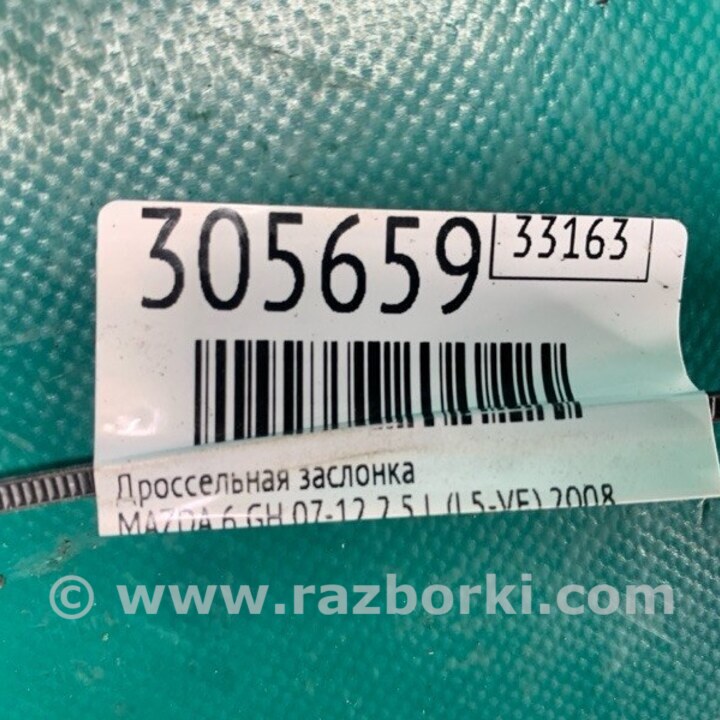 305659
33163
Дроссельная заслонка
MAZDA 6 GH 07-12 2.5 L (L5-VE) 2008
© www.razborki.com